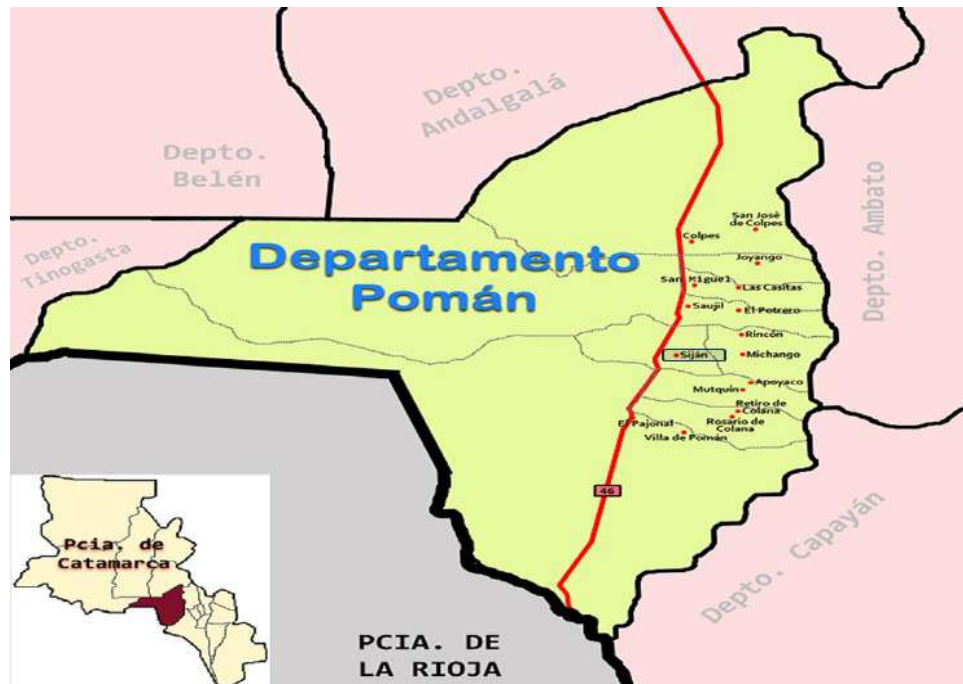 Depto.
Andalgalá
Depto.
Belén
Depto.
Tinogasta
Depto. Ambato
Departamento
Pomán
San José
de Colpes
Colpes
Joyango
San Miguel
Las Casitas
Saujil
El Potrero
Rincón
Siján
Michango
Apoyaco
Mutquín
Retiro de
Colana
Rosario de
Colana
El Pajonal
Villa de Pomán
46
Depto. Capayán
Pcia. de
Catamarca
PCIA. DE
LA RIOJA